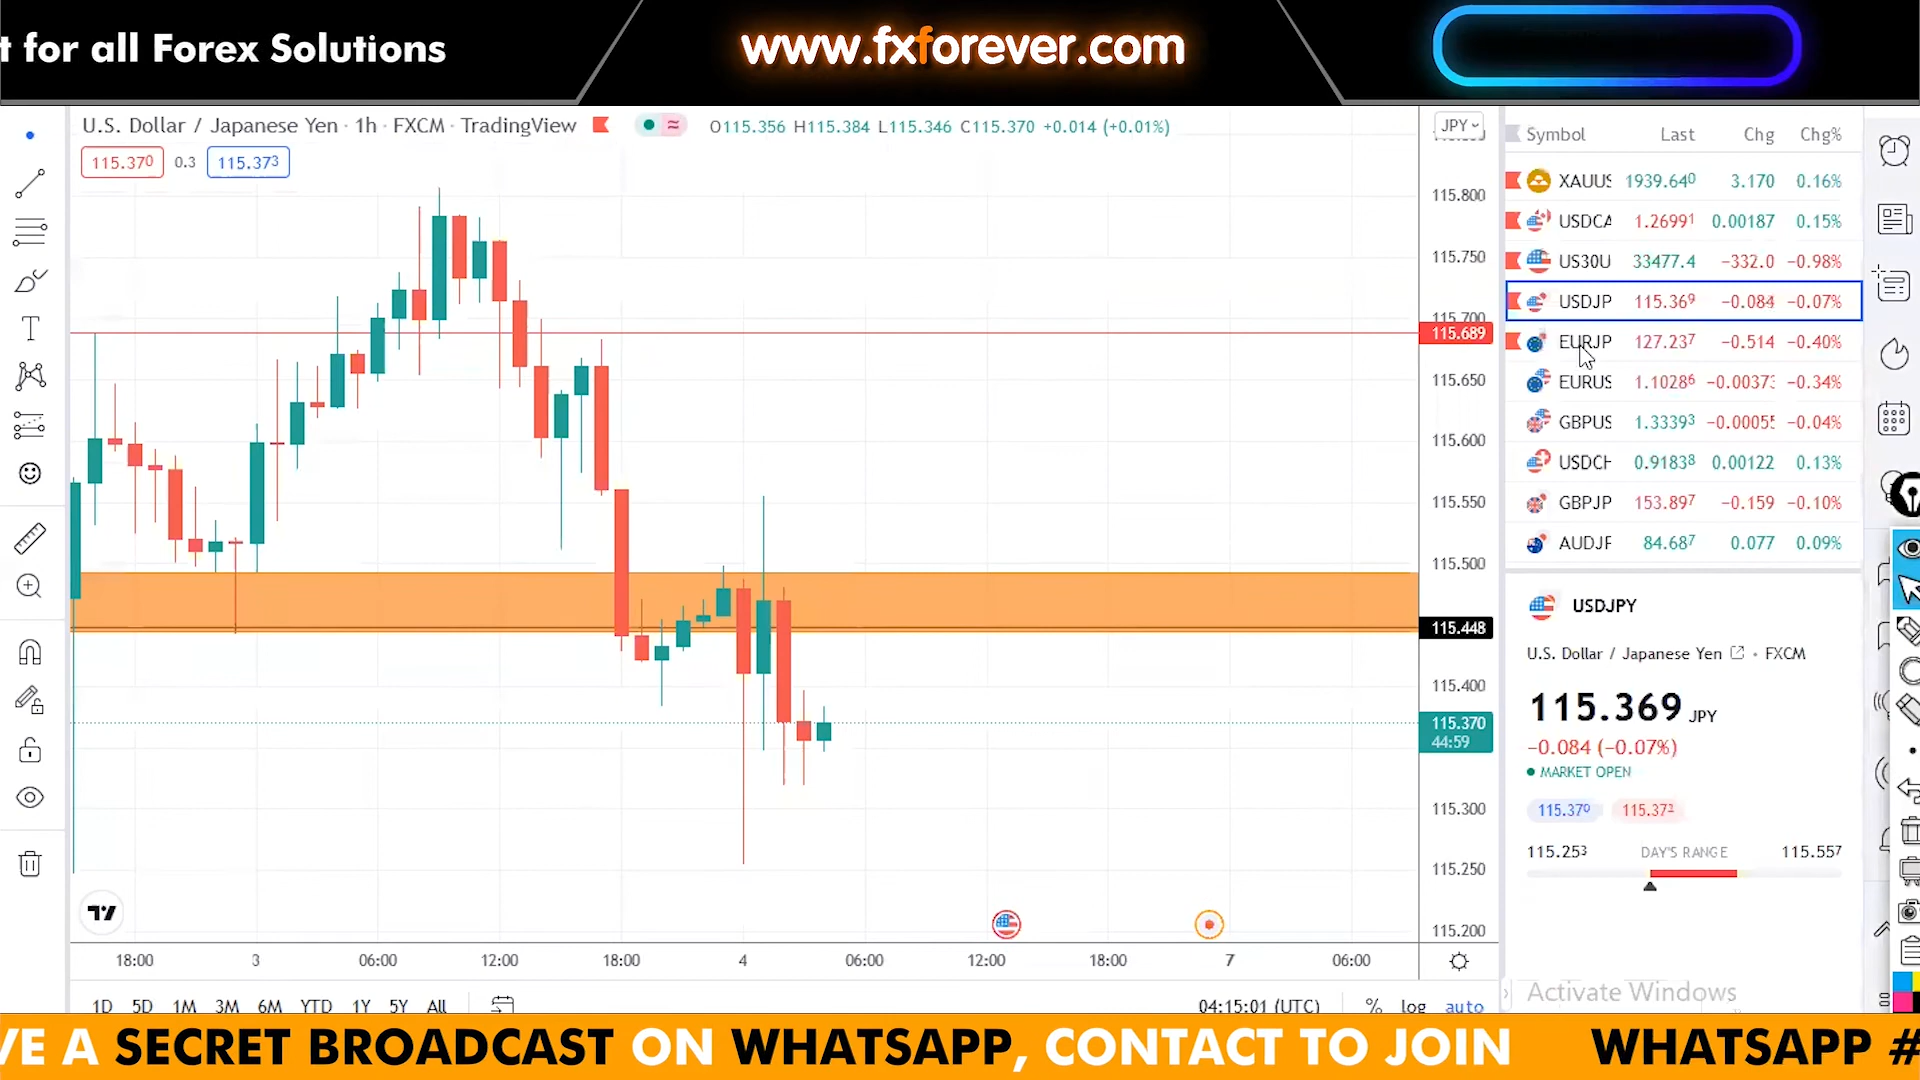 t for all Forex Solutions
www.fxforever.com
U.S. Dollar / Japanese Yen · 1h · FXCM · TradingView
O115.356 H115.384 L115.346 C115.370 +0.014 (+0.01%)
115.370 0.3 115.373
JPY
115.800
115.750
115.700
115.689
115.650
115.600
115.550
115.500
115.448
115.400
115.370
44:59
115.300
115.250
115.200
18:00 3 06:00 12:00 18:00 4 06:00 12:00 18:00 7 06:00
1D 5D 1M 3M 6M YTD 1Y 5Y All
04:15:01 (UTC) % log auto
Symbol Last Chg Chg%
XAUUS 1939.640 3.170 0.16%
USDCA 1.26991 0.00187 0.15%
US30U 33477.4 −332.0 −0.98%
USDJP 115.369 −0.084 −0.07%
EURJP 127.237 −0.514 −0.40%
EURUS 1.10286 −0.00373 −0.34%
GBPUS 1.33393 −0.00055 −0.04%
USDCH 0.91838 0.00122 0.13%
GBPJP 153.897 −0.159 −0.10%
AUDJP 84.687 0.077 0.09%
USDJPY
U.S. Dollar / Japanese Yen • FXCM
115.369 JPY
−0.084 (−0.07%)
MARKET OPEN
115.370 115.373
115.253 DAY'S RANGE 115.557
Activate Windows
VE A SECRET BROADCAST ON WHATSAPP, CONTACT TO JOIN WHATSAPP #